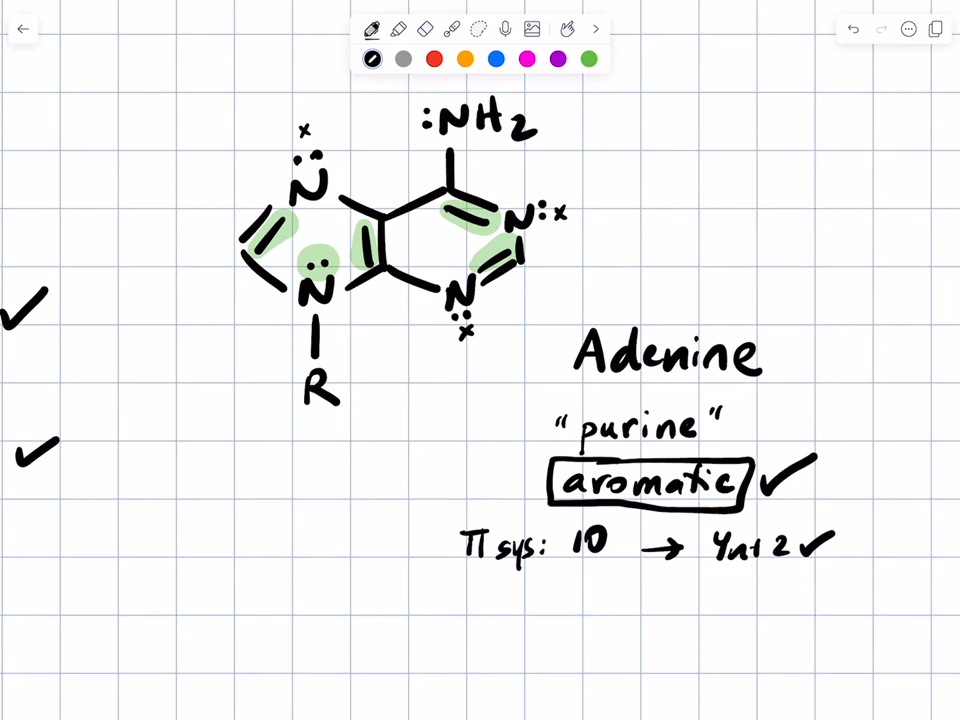 x
:NH2
N
N:x
N
N
x
R
Adenine
"purine"
aromatic ✓
π sys: 10 → 4n+2 ✓